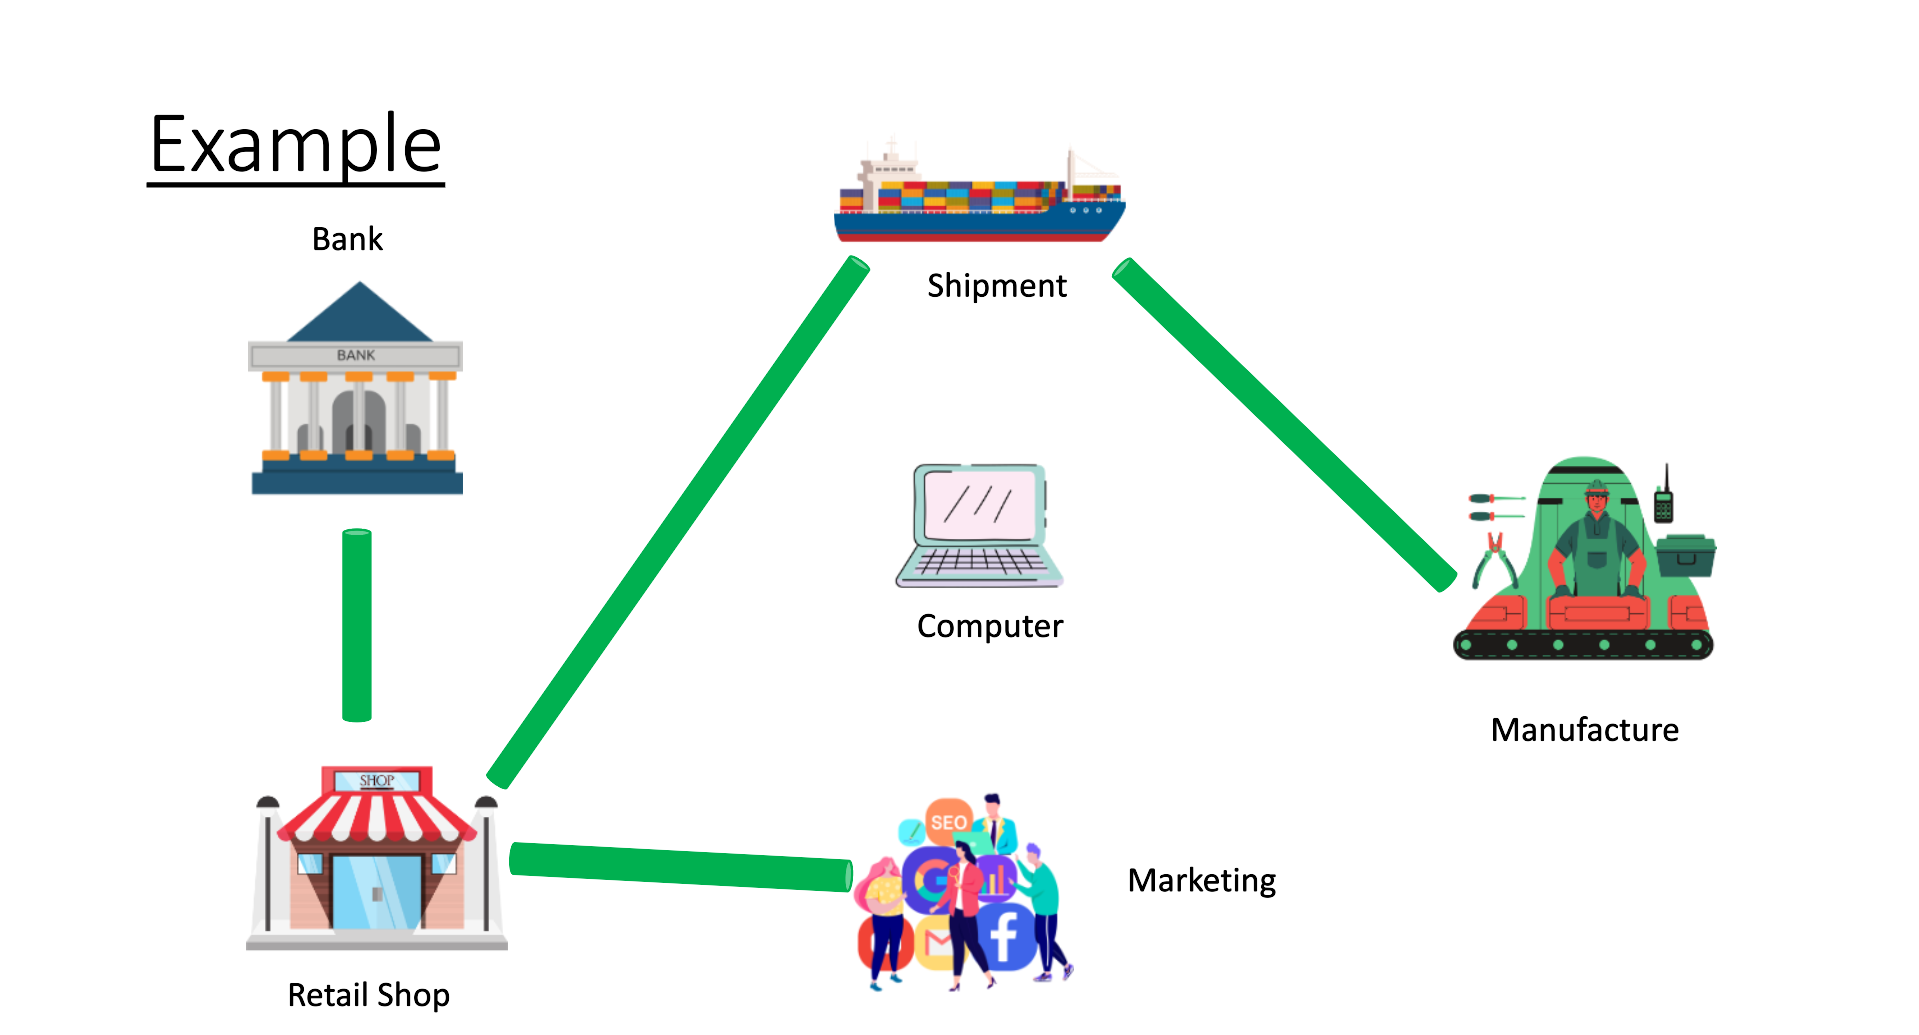 Example
Bank
BANK
Shipment
Computer
Manufacture
SHOP
SEO
Marketing
Retail Shop